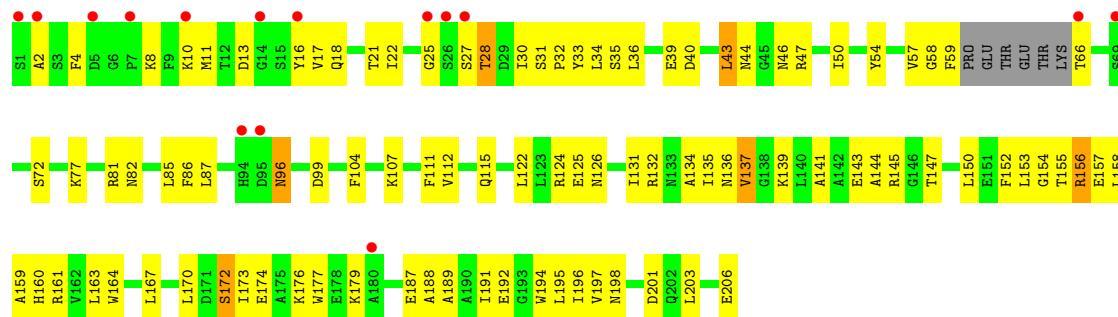 S1 A2 S3 F4 D5 G6 P7 K8 F9 K10 M11 T12 D13 G14 S15 Y16 V17 Q18 T21 I22 G25 S26 S27 T28 D29 I30 S31 P32 Y33 L34 S35 L36 E39 D40 L43 N44 G45 N46 R47 I50 Y54 V57 G58 F59 PRO GLU THR GLU THR LYS T66 S69
S72 K77 R81 N82 L85 F86 L87 H94 D95 N96 D99 F104 K107 F111 V112 Q115 L122 L123 R124 E125 N126 I131 R132 N133 A134 I135 N136 V137 G138 K139 L140 A141 A142 E143 A144 R145 G146 T147 L150 E151 F152 L153 G154 T155 R156 E157 L158
A159 H160 R161 V162 L163 W164 L167 L170 D171 S172 I173 E174 A175 K176 W177 E178 K179 A180 E187 A188 A189 A190 I191 E192 G193 W194 L195 I196 V197 N198 D201 Q202 L203 E206